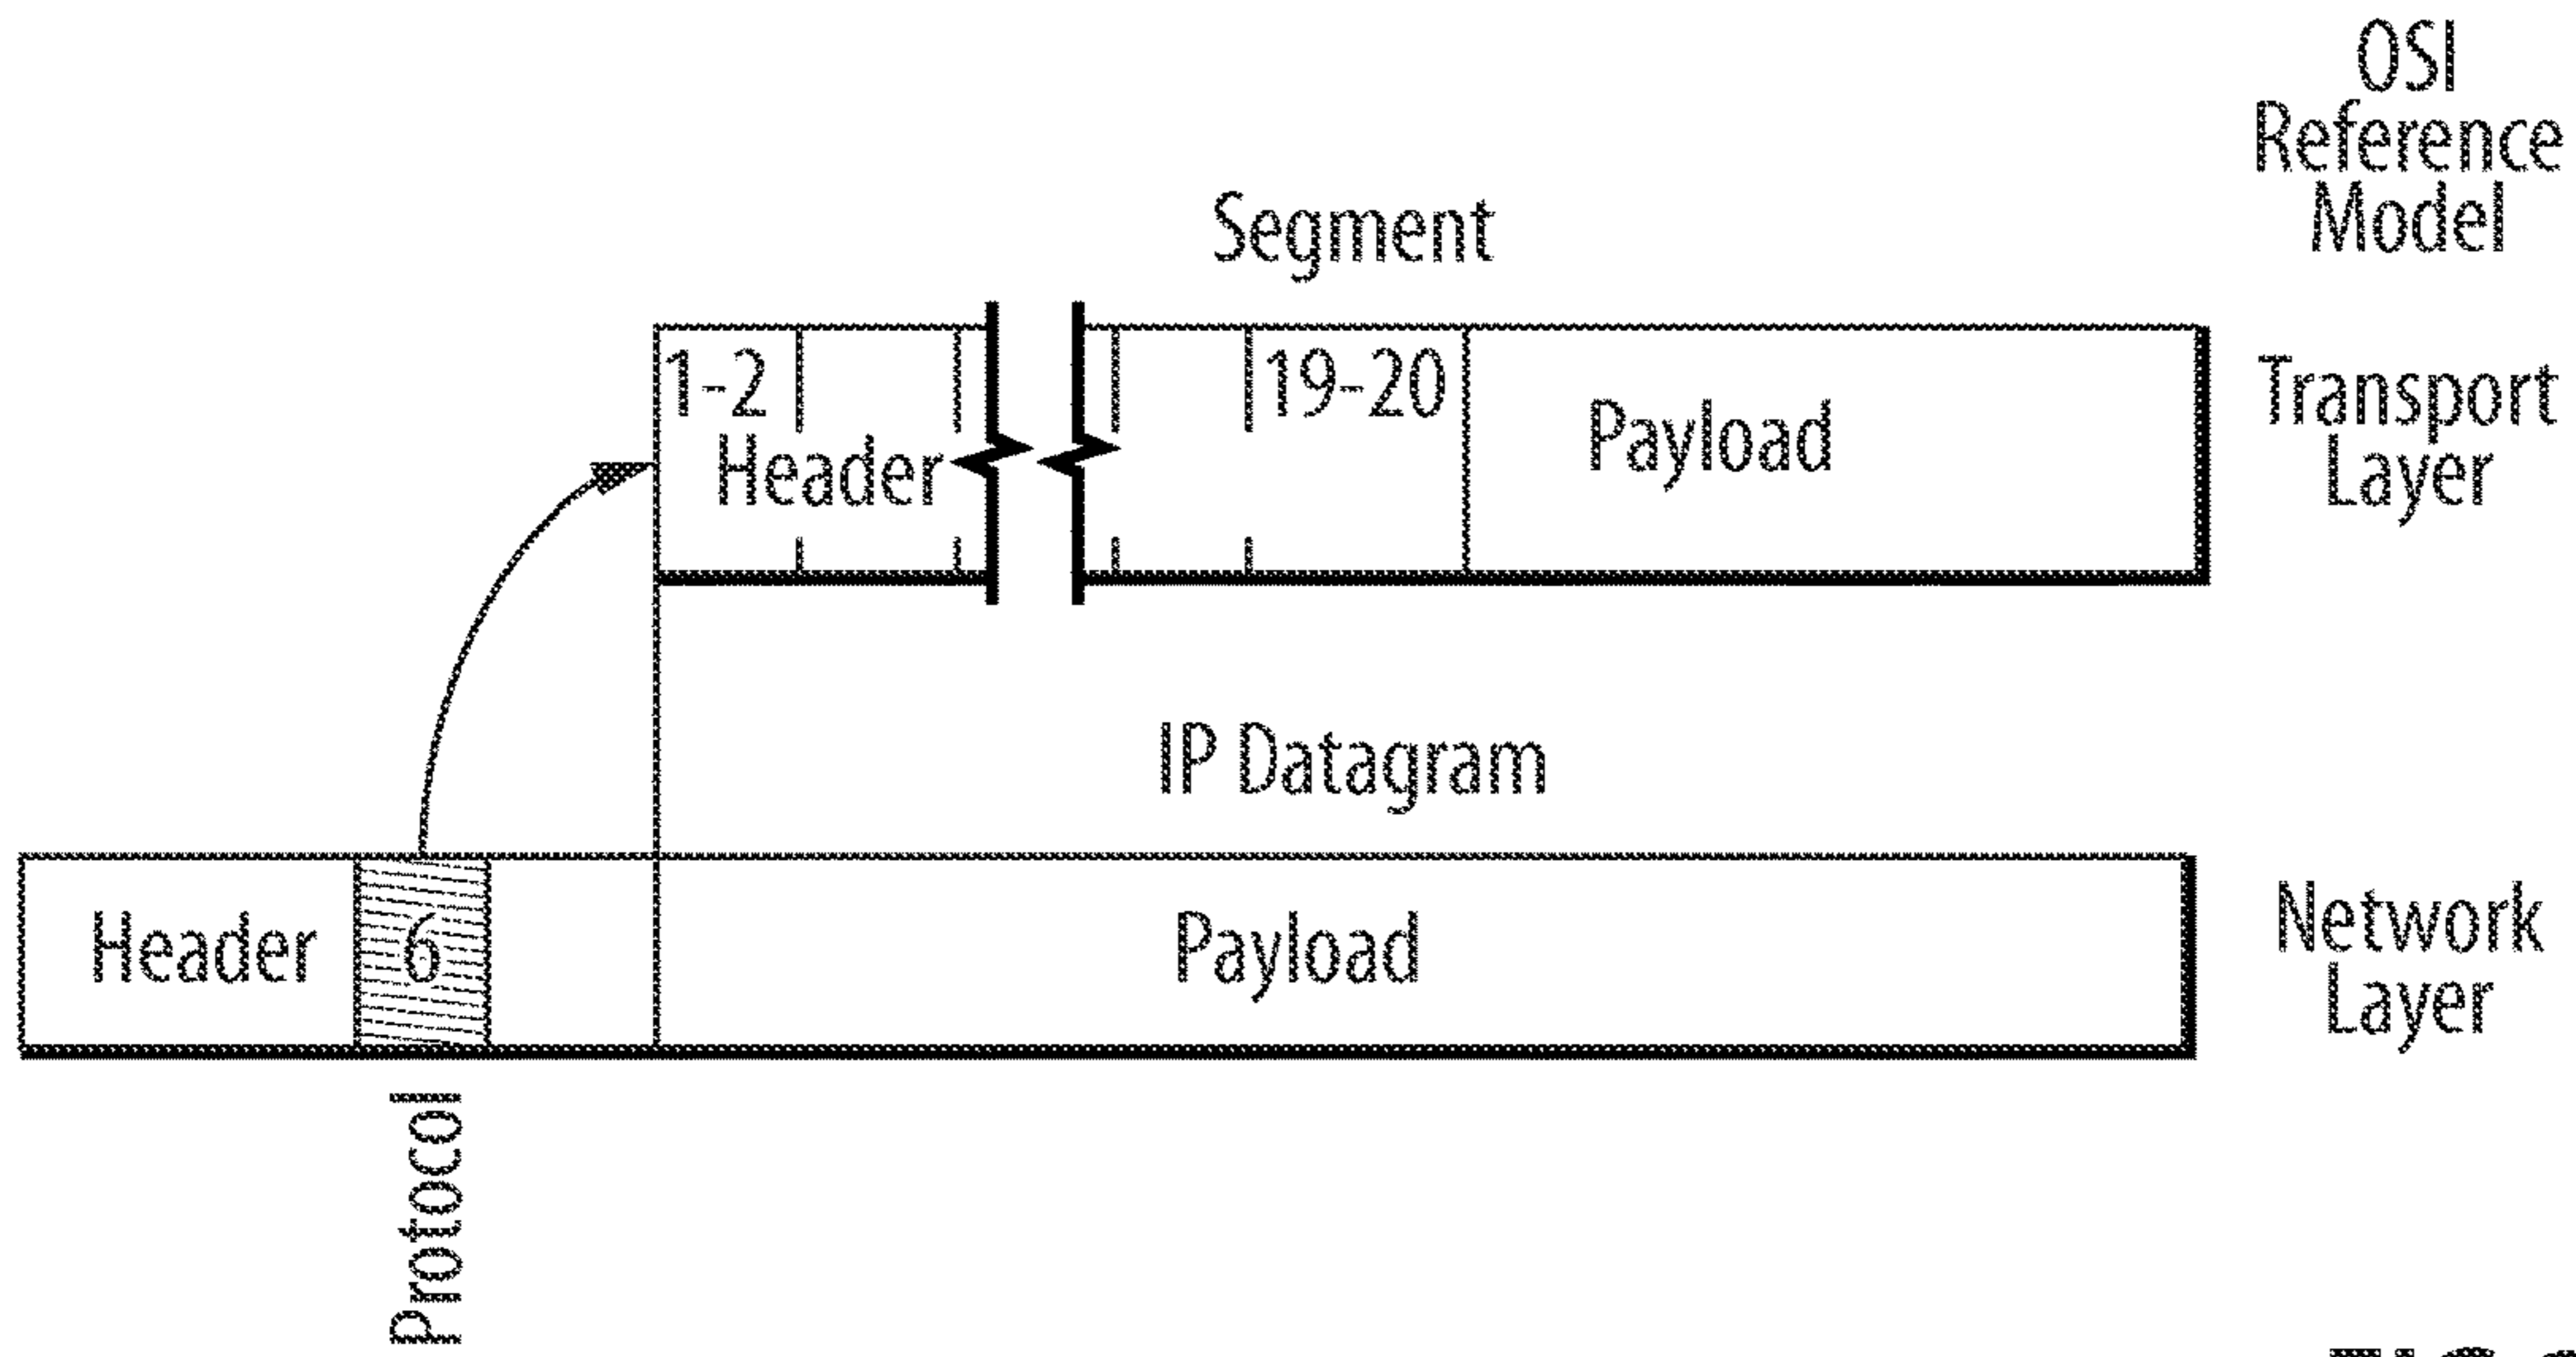 OSI
Reference
Model
Segment
1-2
19-20
Header
Payload
Transport
Layer
IP Datagram
Header
6
Payload
Network
Layer
Protocol